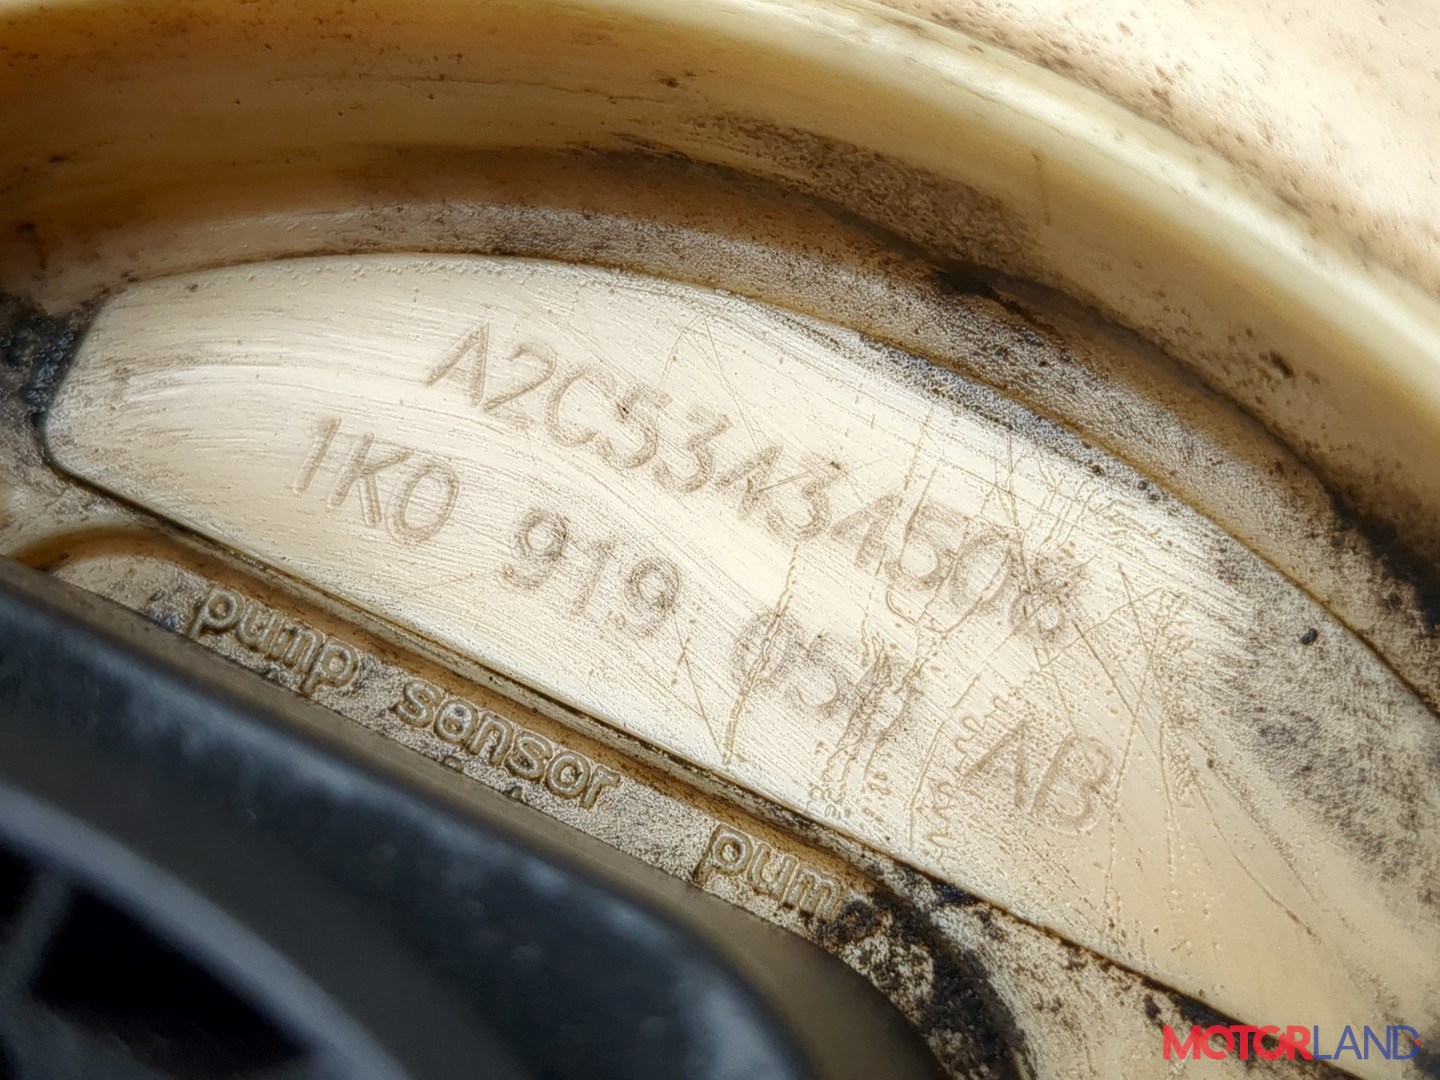 A2C53434508
1K0 919 051 AB
pump sensor pum
MOTORLAND